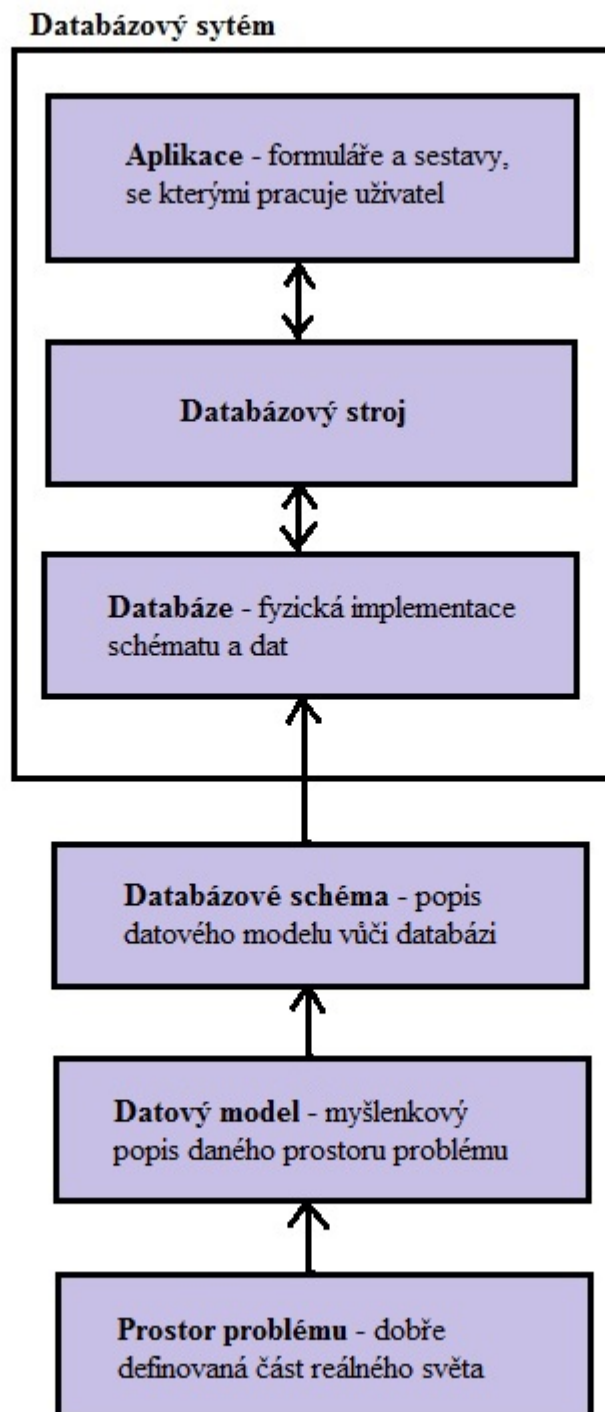 Databázový sytém
Aplikace - formuláře a sestavy,
se kterými pracuje uživatel
Databázový stroj
Databáze - fyzická implementace
schématu a dat
Databázové schéma - popis
datového modelu vůči databázi
Datový model - myšlenkový
popis daného prostoru problému
Prostor problému - dobře
definovaná část reálného světa